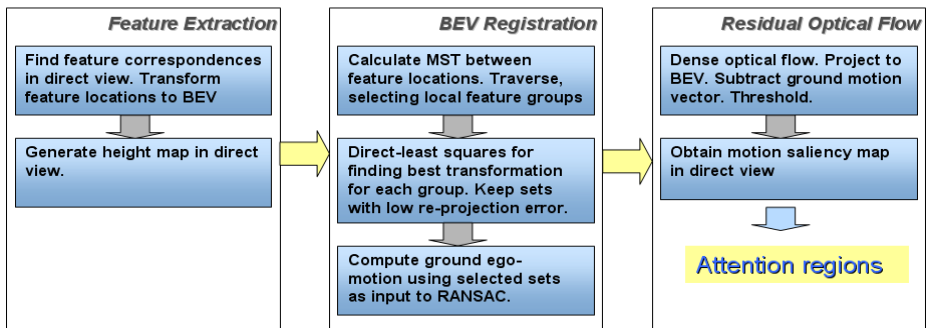 Feature Extraction
Find feature correspondences
in direct view. Transform
feature locations to BEV
Generate height map in direct
view.
BEV Registration
Calculate MST between
feature locations. Traverse,
selecting local feature groups
Direct-least squares for
finding best transformation
for each group. Keep sets
with low re-projection error.
Compute ground ego-
motion using selected sets
as input to RANSAC.
Residual Optical Flow
Dense optical flow. Project to
BEV. Subtract ground motion
vector. Threshold.
Obtain motion saliency map
in direct view
Attention regions